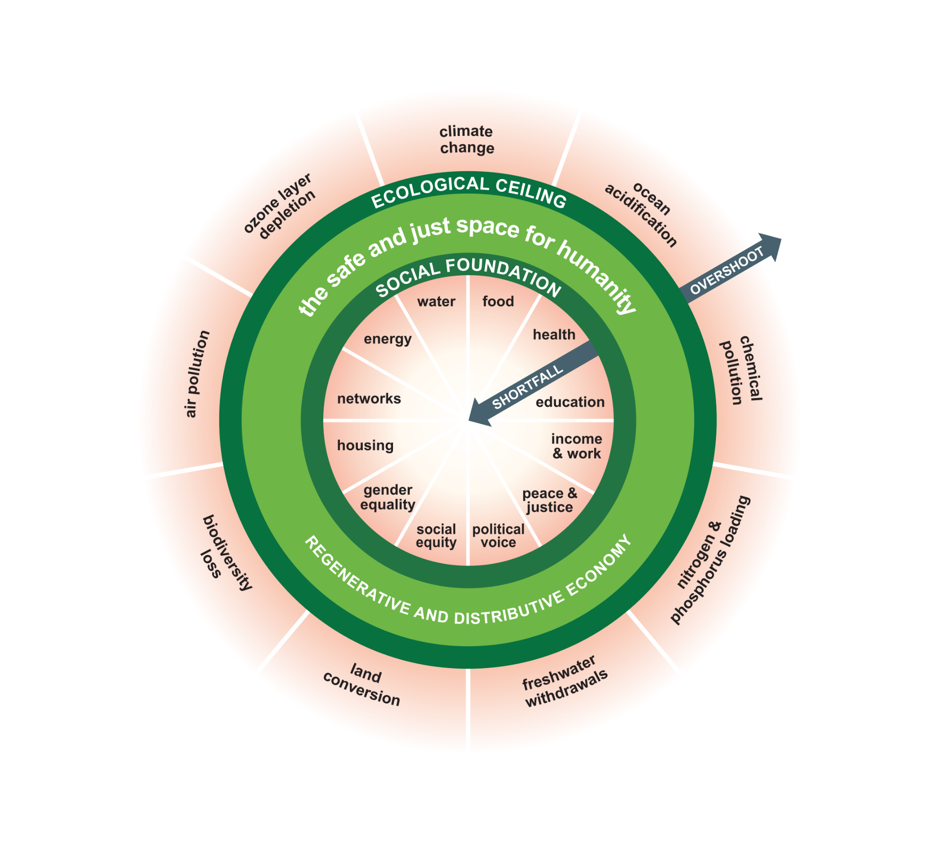 climate
change
ocean
acidification
chemical
pollution
nitrogen &
phosphorus loading
freshwater
withdrawals
land
conversion
biodiversity
loss
air pollution
ozone layer
depletion
OVERSHOOT
ECOLOGICAL CEILING
the safe and just space for humanity
SOCIAL FOUNDATION
water
food
health
SHORTFALL
education
income
& work
peace &
justice
political
voice
social
equity
gender
equality
housing
networks
energy
REGENERATIVE AND DISTRIBUTIVE ECONOMY